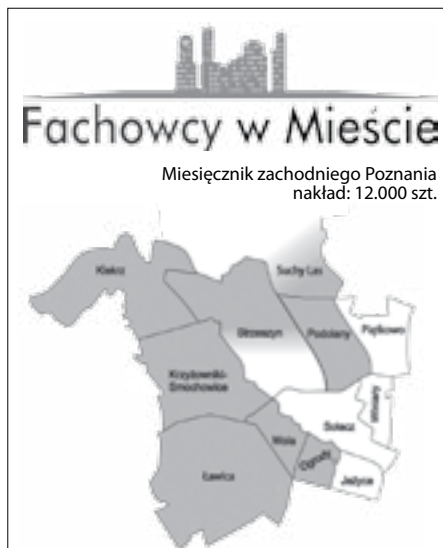 Fachowcy w Mieście
Miesięcznik zachodniego Poznania
nakład: 12.000 szt.
Kiekrz
Suchy Las
Strzeszyn
Podolany
Piątkowo
Krzyżowniki-
Smochowice
Winiary
Sołacz
Wola
Ogrody
Ławica
Jeżyce